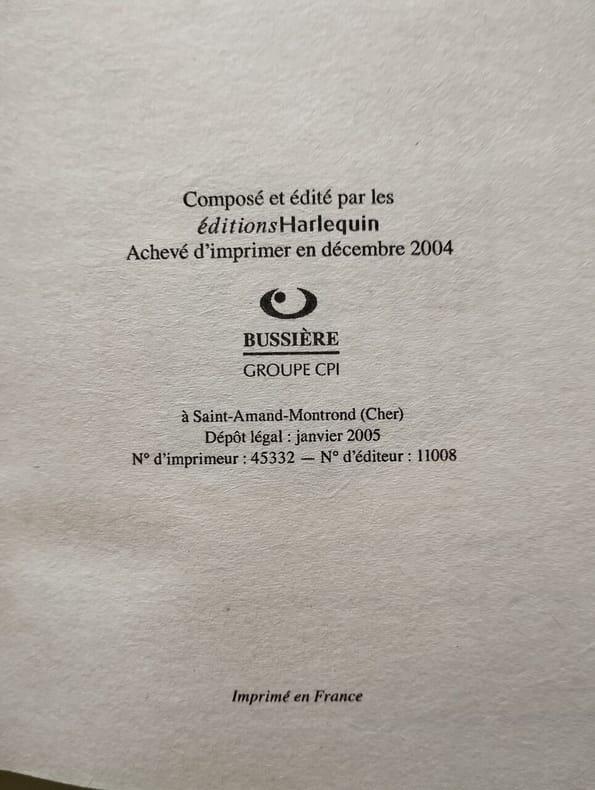 Composé et édité par les
éditionsHarlequin
Achevé d'imprimer en décembre 2004
BUSSIÈRE
GROUPE CPI
à Saint-Amand-Montrond (Cher)
Dépôt légal : janvier 2005
N° d'imprimeur : 45332 — N° d'éditeur : 11008
Imprimé en France